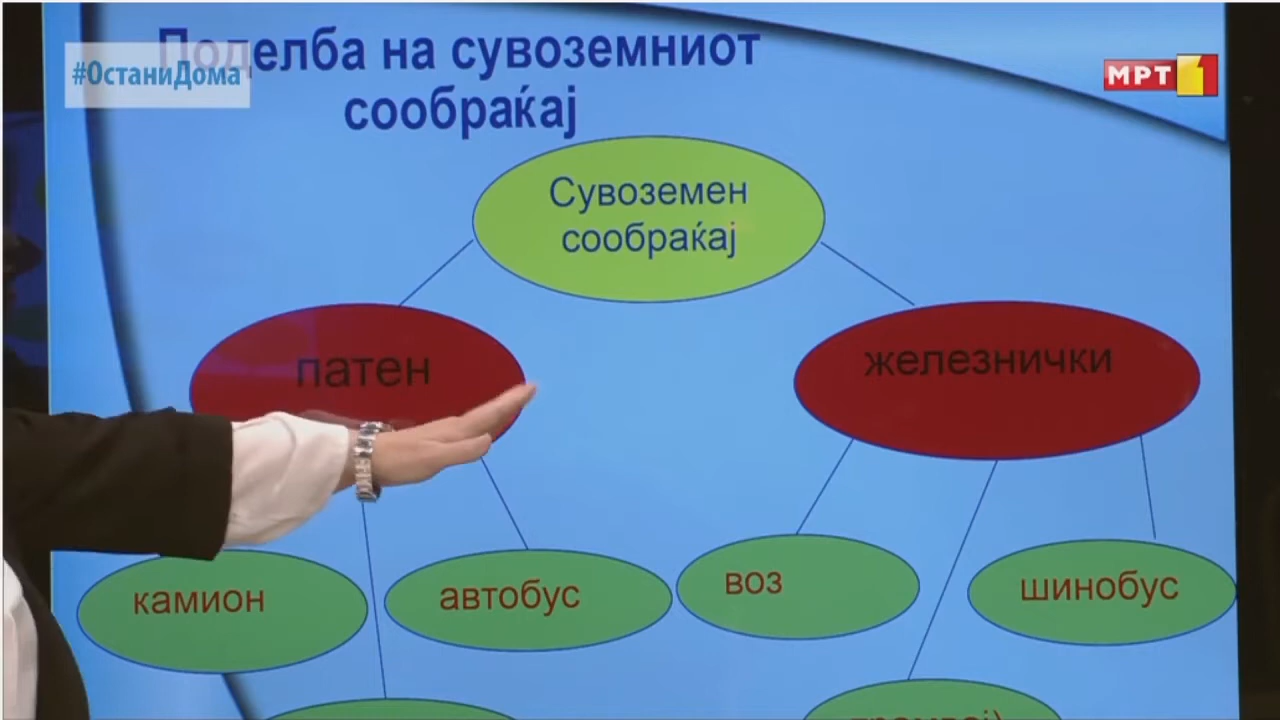 Поделба на сувоземниот
#ОстаниДома
МРТ 1
сообраќај
Сувоземен
сообраќај
патен
железнички
камион
автобус
воз
шинобус